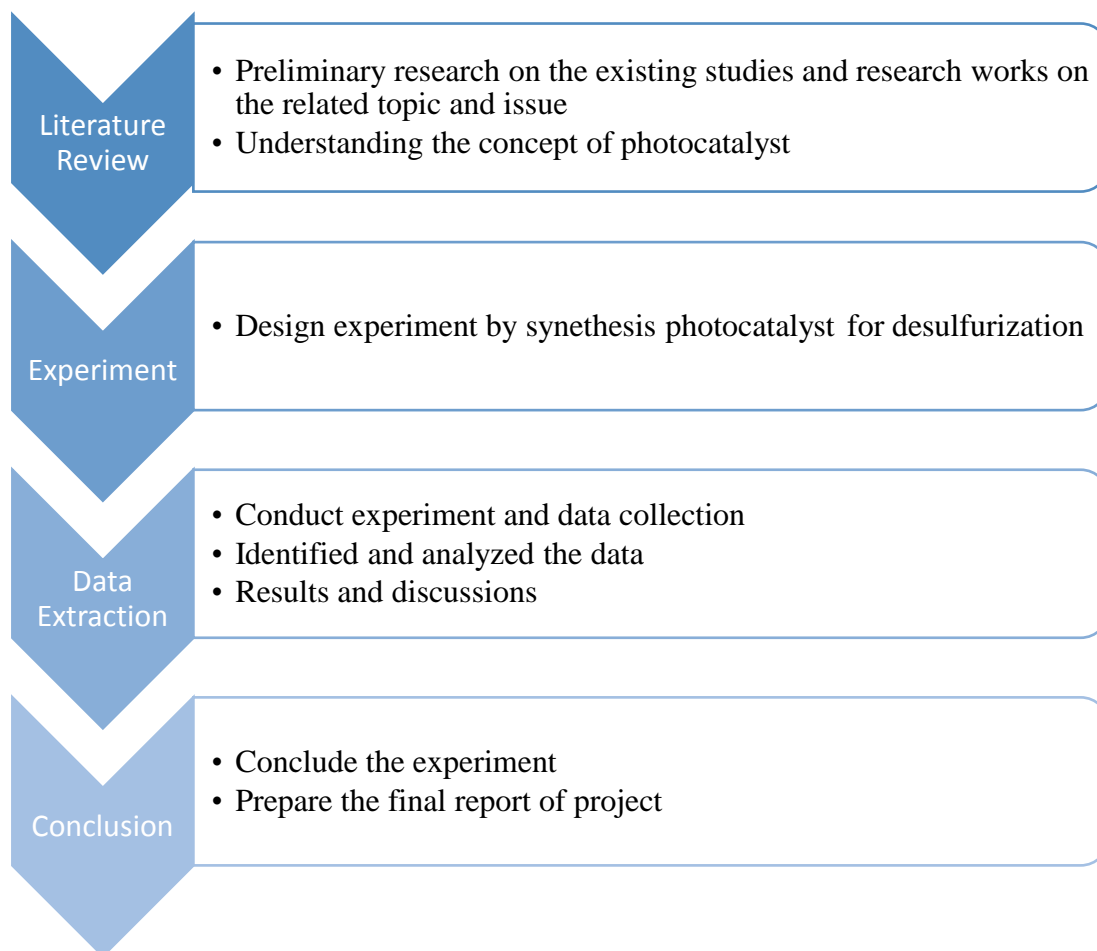 Literature
Review
• Preliminary research on the existing studies and research works on
the related topic and issue
• Understanding the concept of photocatalyst
Experiment
• Design experiment by synethesis photocatalyst for desulfurization
Data
Extraction
• Conduct experiment and data collection
• Identified and analyzed the data
• Results and discussions
Conclusion
• Conclude the experiment
• Prepare the final report of project